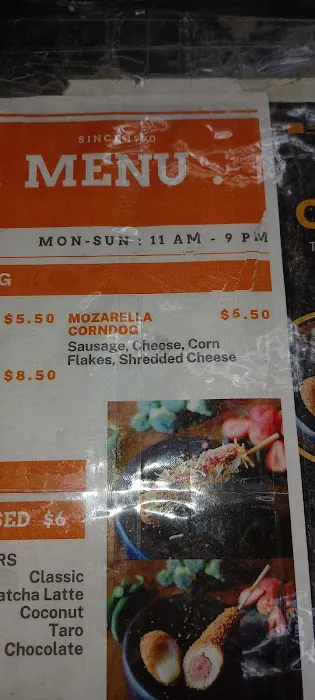 SINCE 1990
MENU .
MON-SUN : 11 AM - 9 PM
G
$5.50
$8.50
MOZARELLA $6.50
CORNDOG
Sausage, Cheese, Corn
Flakes, Shredded Cheese
SED $6
RS
Classic
atcha Latte
Coconut
Taro
Chocolate